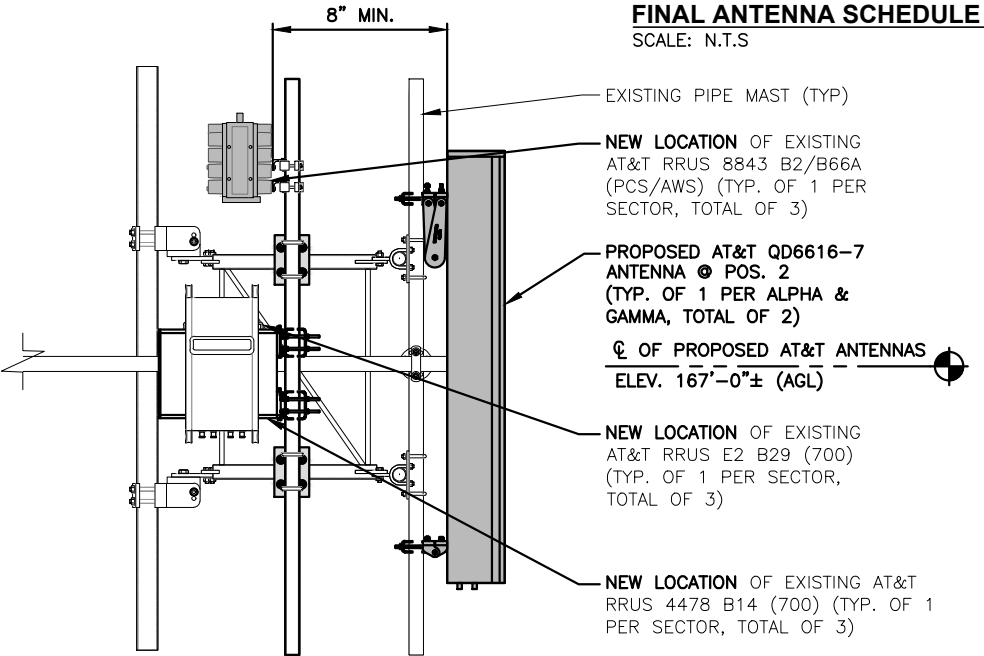 8" MIN.
FINAL ANTENNA SCHEDULE
SCALE: N.T.S
EXISTING PIPE MAST (TYP)
NEW LOCATION OF EXISTING
AT&T RRUS 8843 B2/B66A
(PCS/AWS) (TYP. OF 1 PER
SECTOR, TOTAL OF 3)
PROPOSED AT&T QD6616-7
ANTENNA @ POS. 2
(TYP. OF 1 PER ALPHA &
GAMMA, TOTAL OF 2)
℄ OF PROPOSED AT&T ANTENNAS
ELEV. 167'-0"± (AGL)
NEW LOCATION OF EXISTING
AT&T RRUS E2 B29 (700)
(TYP. OF 1 PER SECTOR,
TOTAL OF 3)
NEW LOCATION OF EXISTING AT&T
RRUS 4478 B14 (700) (TYP. OF 1
PER SECTOR, TOTAL OF 3)